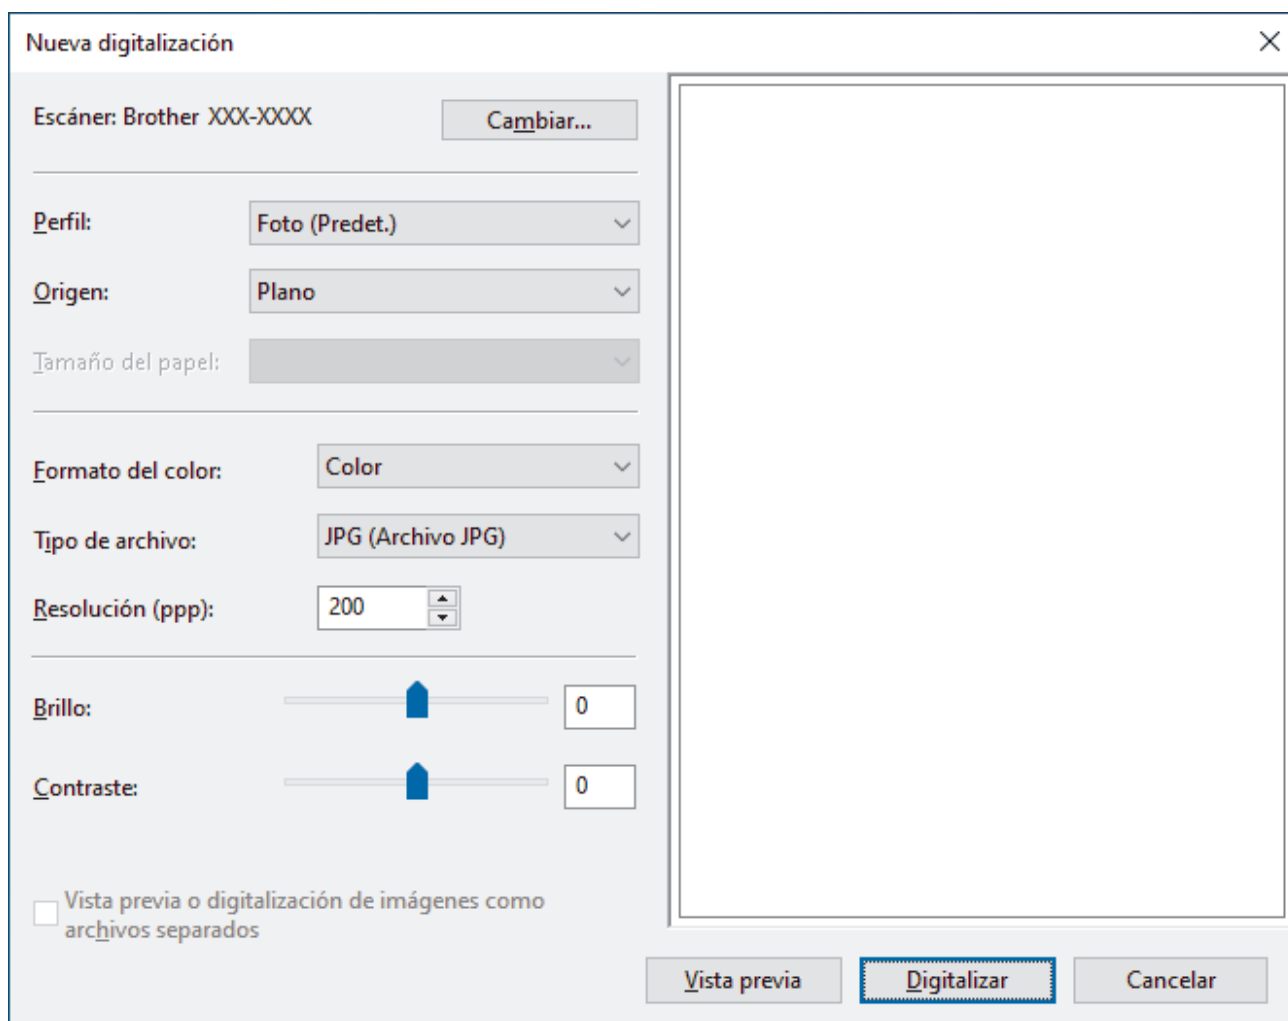 Nueva digitalización
Escáner: Brother XXX-XXXX
Cambiar...
Perfil:
Foto (Predet.)
Origen:
Plano
Tamaño del papel:
Formato del color:
Color
Tipo de archivo:
JPG (Archivo JPG)
Resolución (ppp):
200
Brillo:
0
Contraste:
0
Vista previa o digitalización de imágenes como
archivos separados
Vista previa
Digitalizar
Cancelar